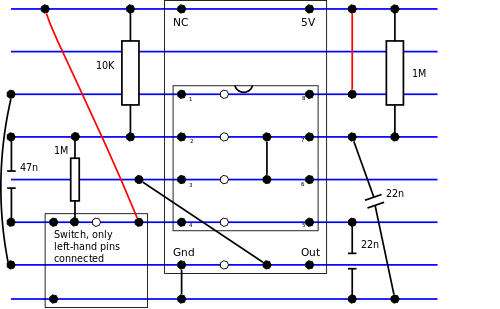 NC 5V
10K
1M
1 8
2 7
1M
47n
3 6
22n
4 5
Switch, only
left-hand pins
connected
22n
Gnd Out